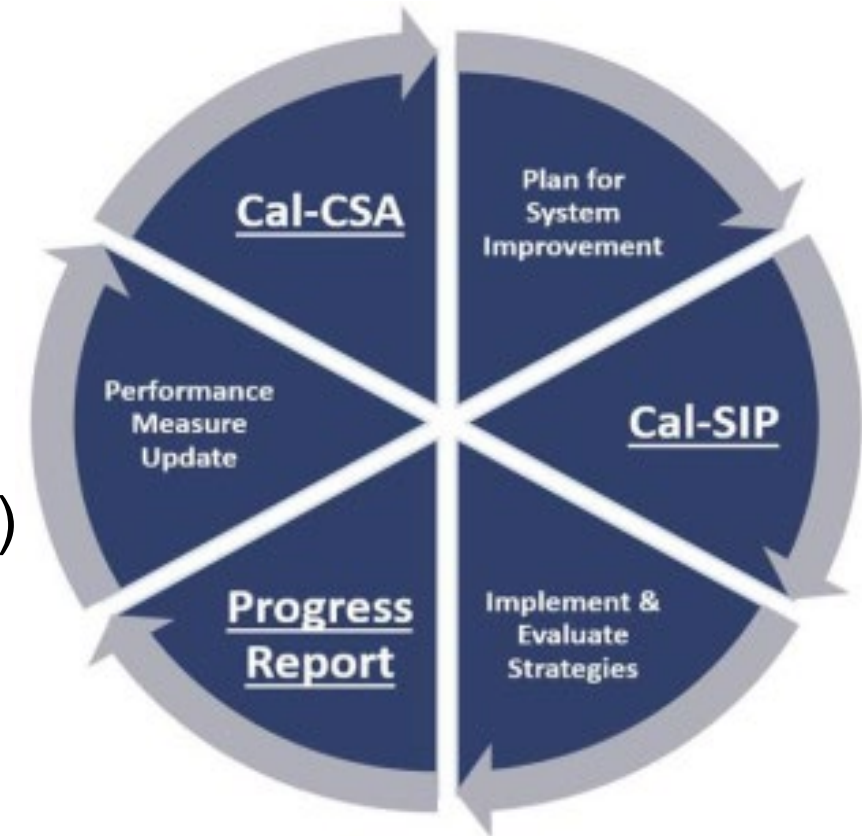 Cal-CSA
Plan for
System
Improvement
Cal-SIP
Implement &
Evaluate
Strategies
Progress
Report
Performance
Measure
Update
)